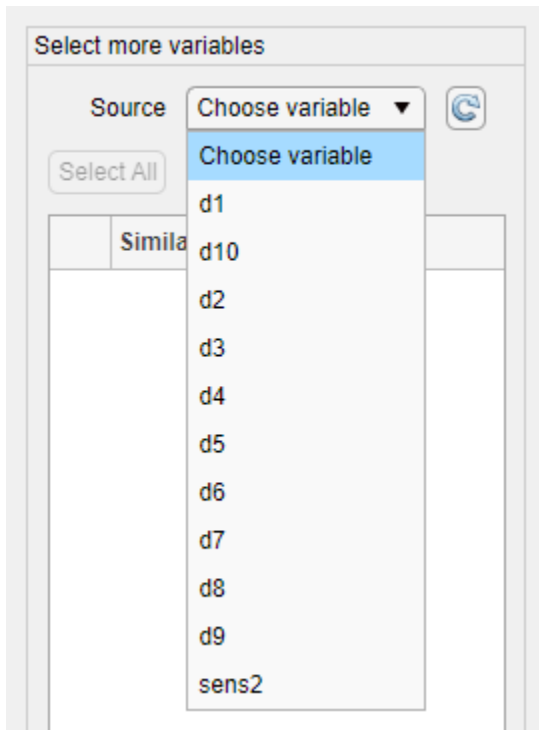 Select more variables
Source Choose variable
Choose variable
Select All
d1
Simila
d10
d2
d3
d4
d5
d6
d7
d8
d9
sens2